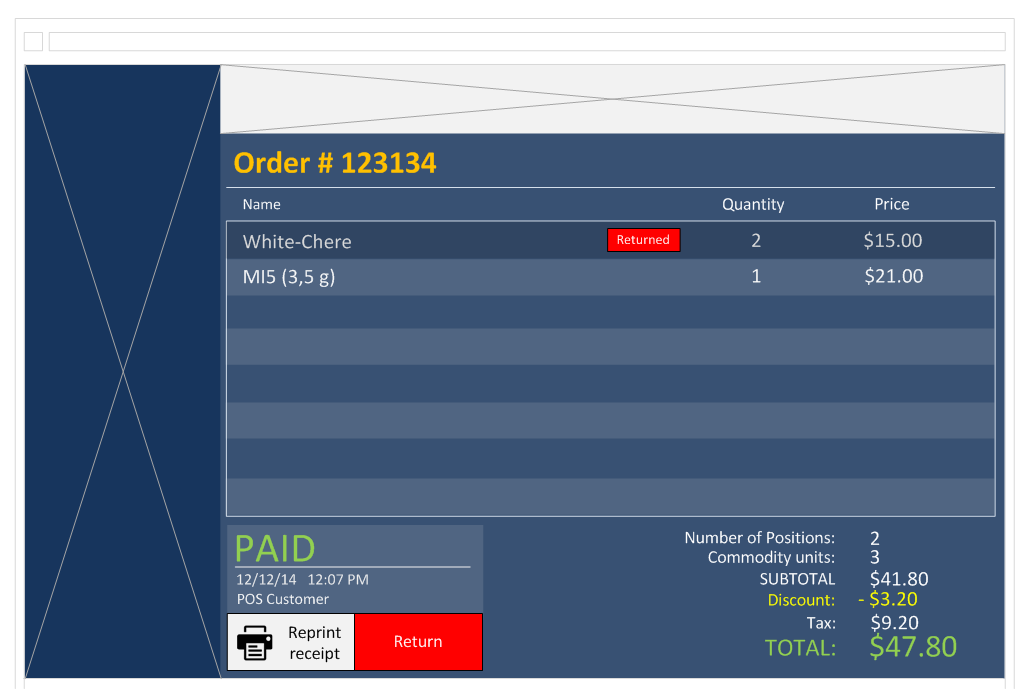 Order # 123134
Name Quantity Price
White-Chere Returned 2 $15.00
MI5 (3,5 g) 1 $21.00
PAID
12/12/14 12:07 PM
POS Customer
Reprint
receipt
Return
Number of Positions: 2
Commodity units: 3
SUBTOTAL $41.80
Discount: - $3.20
Tax: $9.20
TOTAL: $47.80